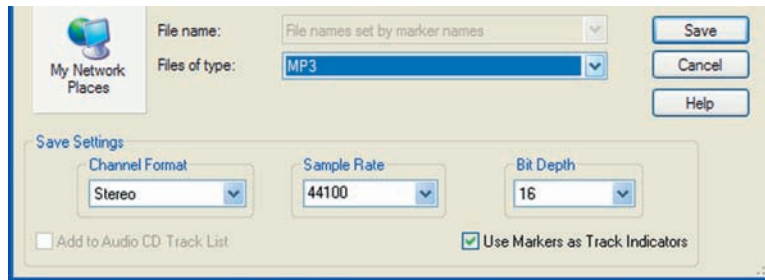 File name:
File names set by marker names
Save
My Network
Places
Files of type:
MP3
Cancel
Help
Save Settings
Channel Format
Stereo
Sample Rate
44100
Bit Depth
16
Add to Audio CD Track List
Use Markers as Track Indicators